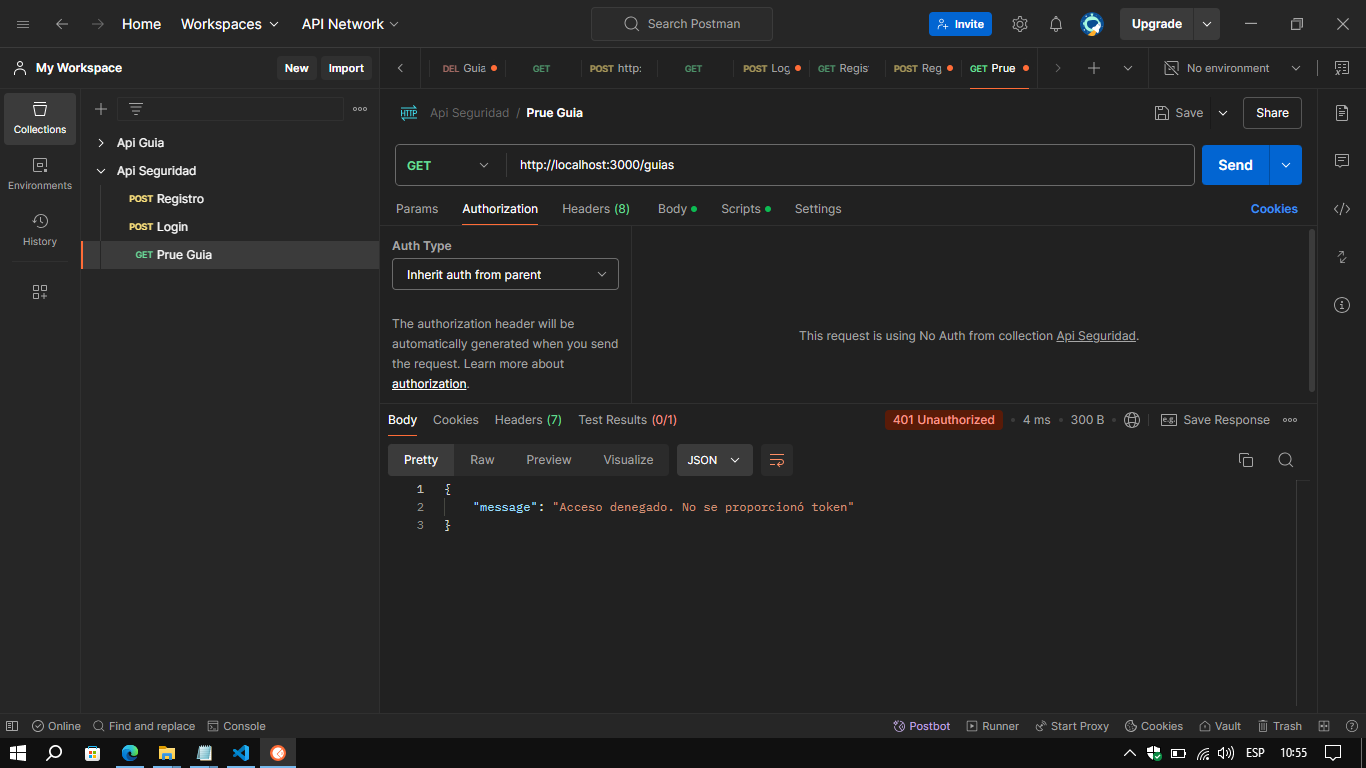 Home Workspaces API Network Search Postman Invite Upgrade
My Workspace New Import DEL Guia GET POST http: GET POST Log GET Regis POST Reg GET Prue No environment
Collections
Environments
History
Api Guia
Api Seguridad
POST Registro
POST Login
GET Prue Guia
HTTP Api Seguridad / Prue Guia Save Share
GET http://localhost:3000/guias Send
Params Authorization Headers (8) Body Scripts Settings Cookies
Auth Type
Inherit auth from parent
The authorization header will be
automatically generated when you send
the request. Learn more about
authorization.
This request is using No Auth from collection Api Seguridad.
Body Cookies Headers (7) Test Results (0/1) 401 Unauthorized 4 ms 300 B e.g. Save Response
Pretty Raw Preview Visualize JSON
1 {
2 "message": "Acceso denegado. No se proporcionó token"
3 }
Online Find and replace Console Postbot Runner Start Proxy Cookies Vault Trash
ESP 10:55